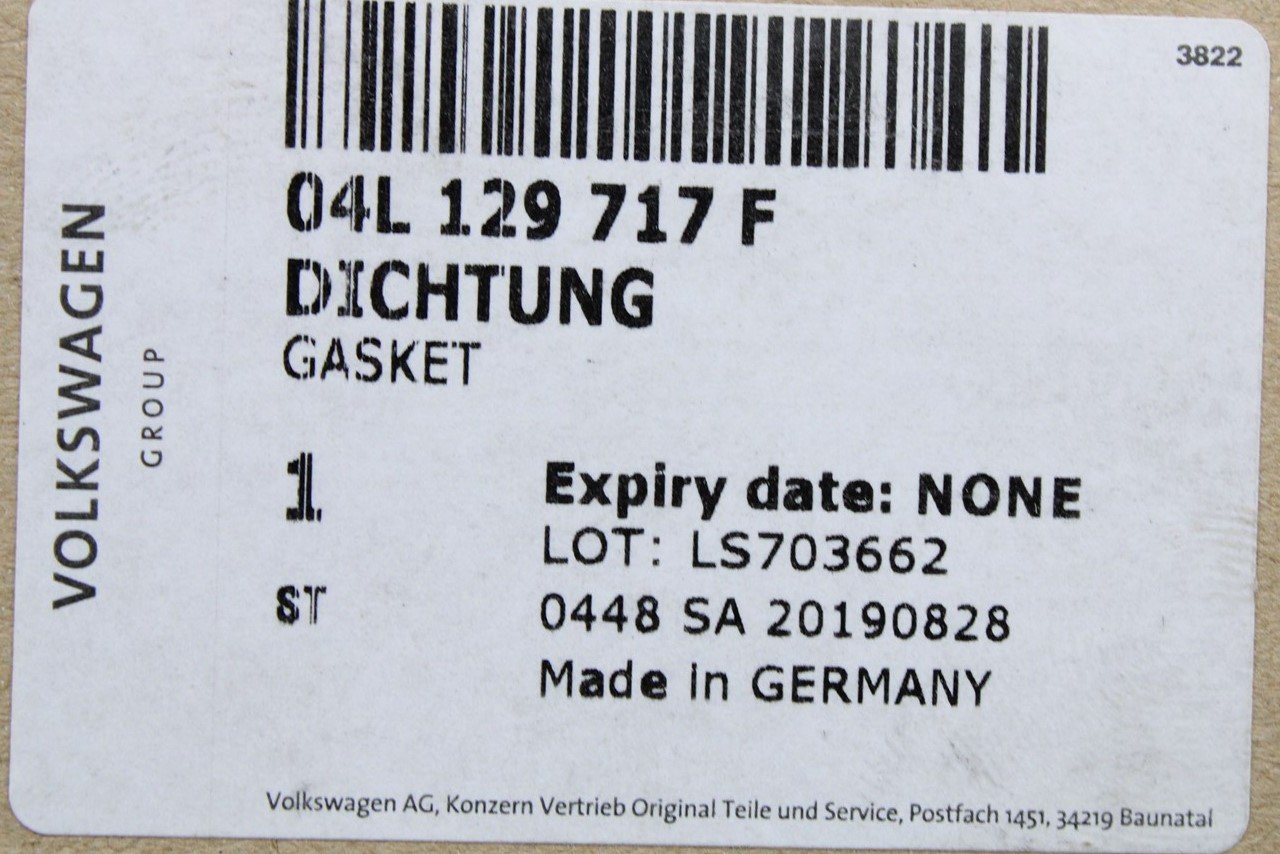 3822
04L 129 717 F
DICHTUNG
GASKET
VOLKSWAGEN
GROUP
1
ST
Expiry date: NONE
LOT: LS703662
0448 SA 20190828
Made in GERMANY
Volkswagen AG, Konzern Vertrieb Original Teile und Service, Postfach 1451, 34219 Baunatal